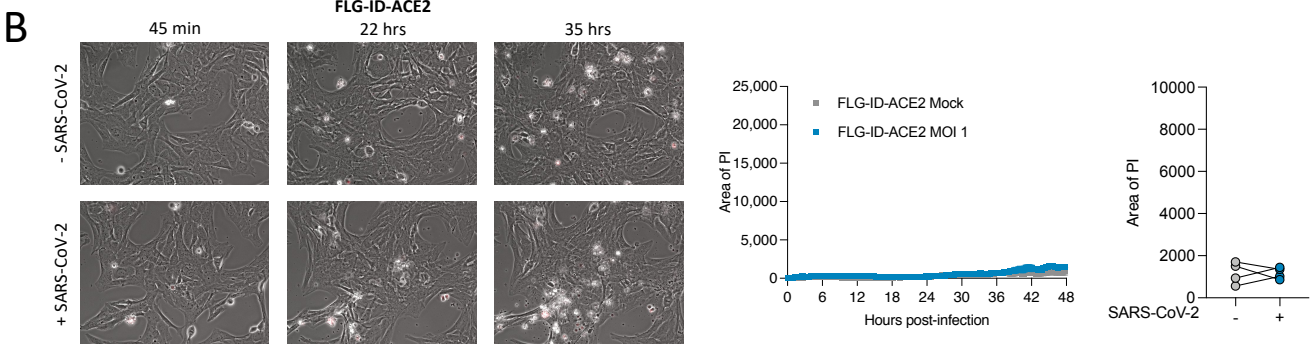 B
FLG-ID-ACE2
45 min
22 hrs
35 hrs
- SARS-CoV-2
+ SARS-CoV-2
Area of PI
25,000
20,000
15,000
10,000
5,000
0
FLG-ID-ACE2 Mock
FLG-ID-ACE2 MOI 1
0 6 12 18 24 30 36 42 48
Hours post-infection
Area of PI
10000
8000
6000
4000
2000
0
SARS-CoV-2 - +